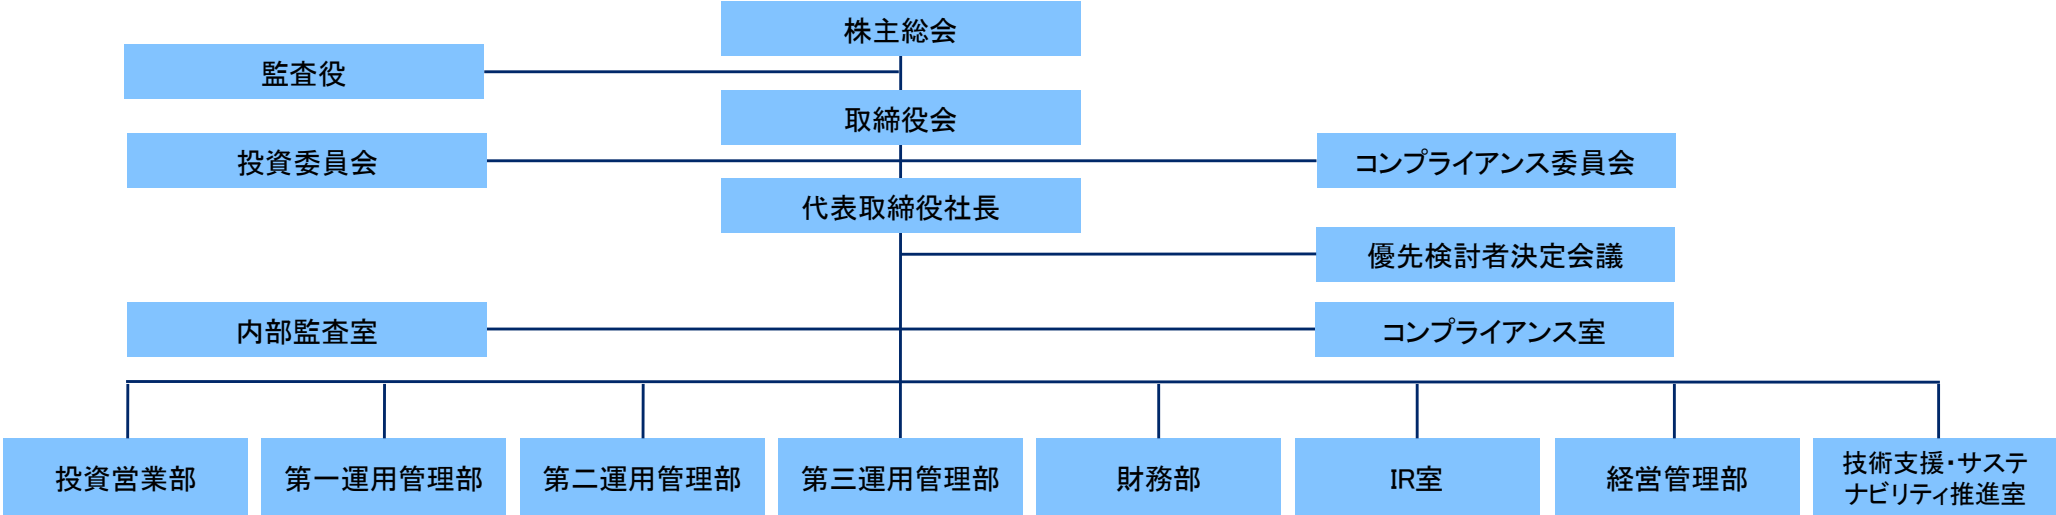 株主総会
監査役
取締役会
投資委員会
コンプライアンス委員会
代表取締役社長
優先検討者決定会議
内部監査室
コンプライアンス室
投資営業部
第一運用管理部
第二運用管理部
第三運用管理部
財務部
IR室
経営管理部
技術支援・サステ
ナビリティ推進室